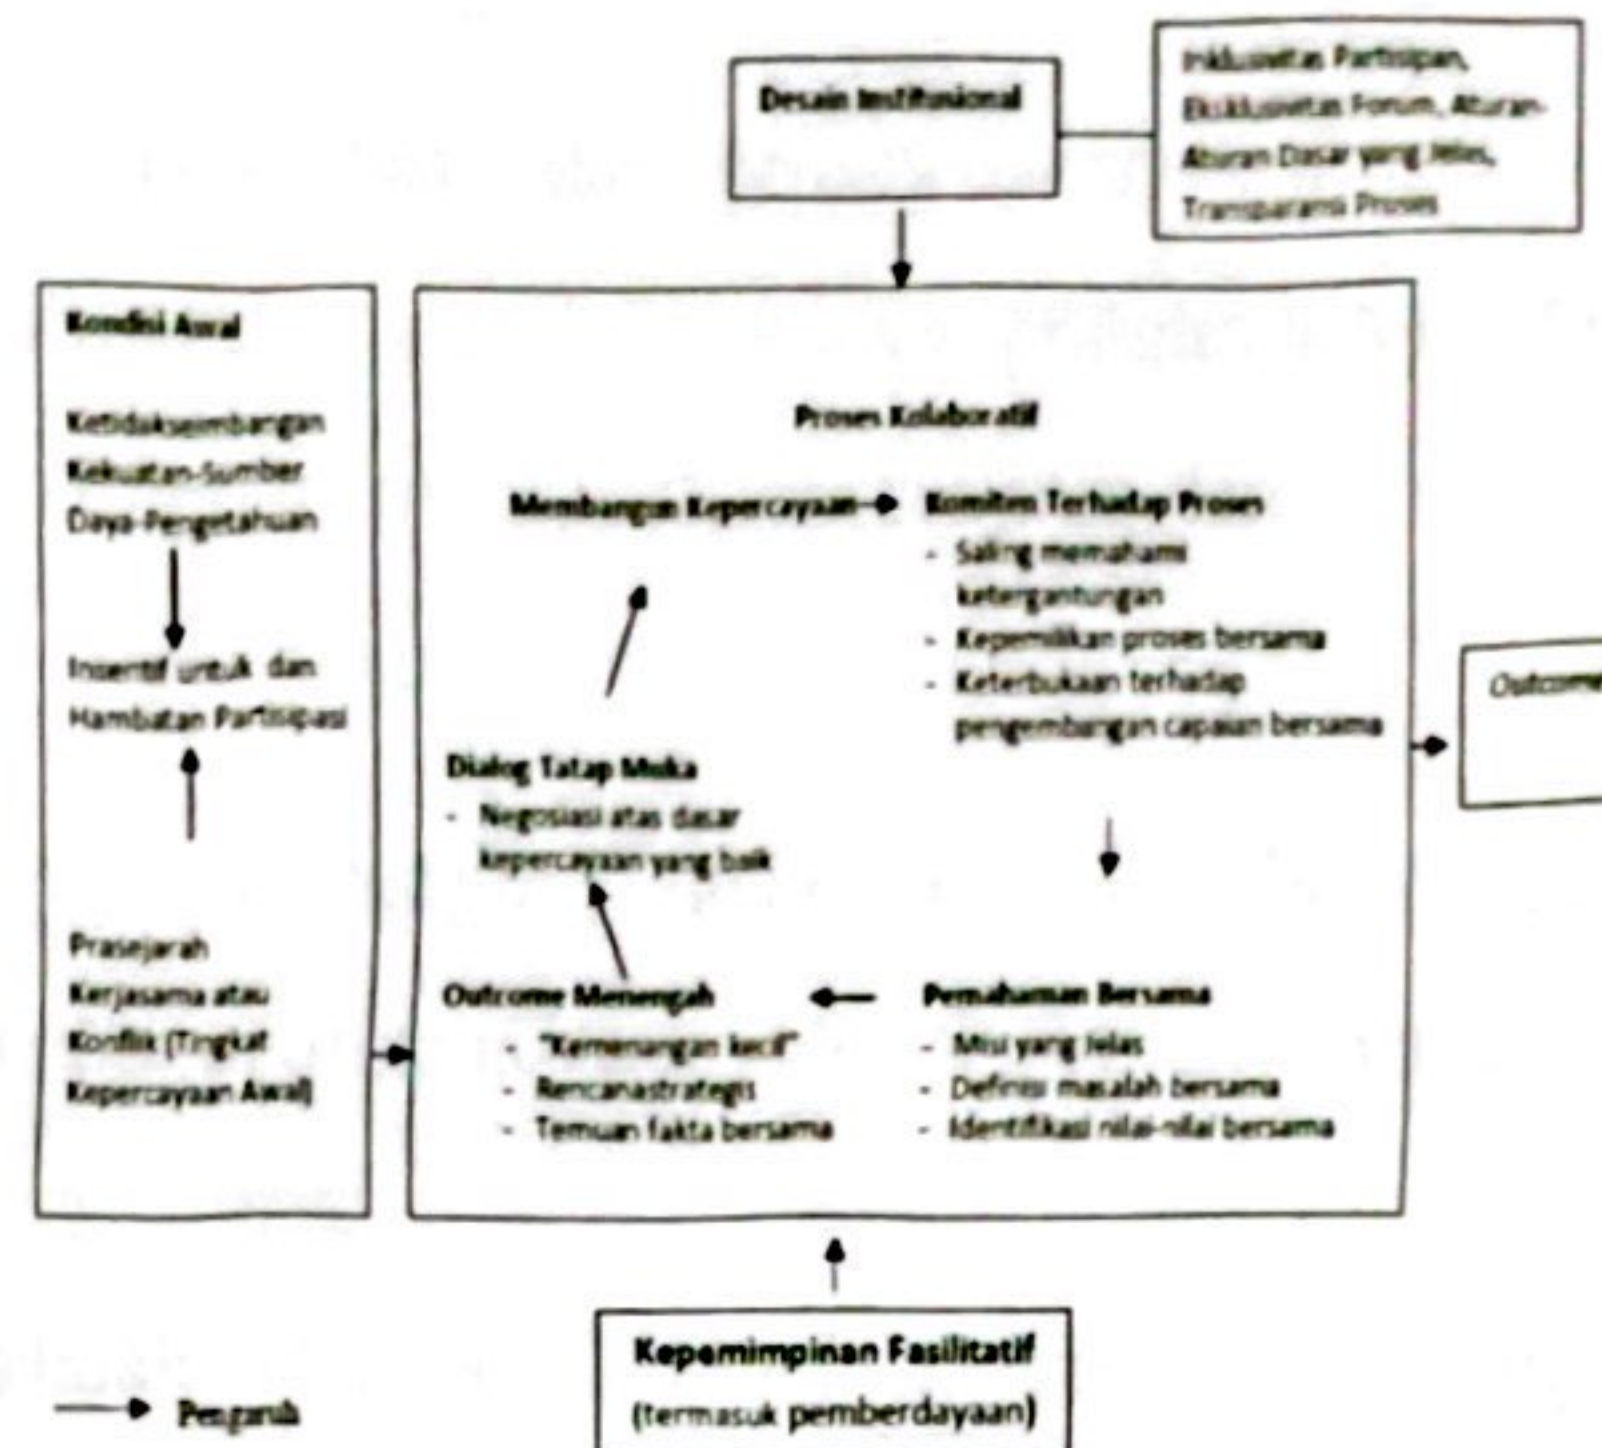 Desain Institusional
Inklusivitas Partisipan,
Eksklusivitas Forum, Aturan-
Aturan Dasar yang Jelas,
Transparansi Proses
Kondisi Awal
Ketidakseimbangan
Kekuatan-Sumber
Daya-Pengetahuan
Insentif untuk dan
Hambatan Partisipasi
Prasejarah
Kerjasama atau
Konflik (Tingkat
Kepercayaan Awal)
Proses Kolaboratif
Membangun Kepercayaan
Komitmen Terhadap Proses
- Saling memahami
ketergantungan
- Kepemilikan proses bersama
- Keterbukaan terhadap
pengembangan capaian bersama
Dialog Tatap Muka
- Negosiasi atas dasar
kepercayaan yang baik
Outcome Menengah
- "Kemenangan kecil"
- Rencanastrategis
- Temuan fakta bersama
Pemahaman Bersama
- Misi yang Jelas
- Definisi masalah bersama
- Identifikasi nilai-nilai bersama
Outcome
Kepemimpinan Fasilitatif
(termasuk pemberdayaan)
Pengaruh